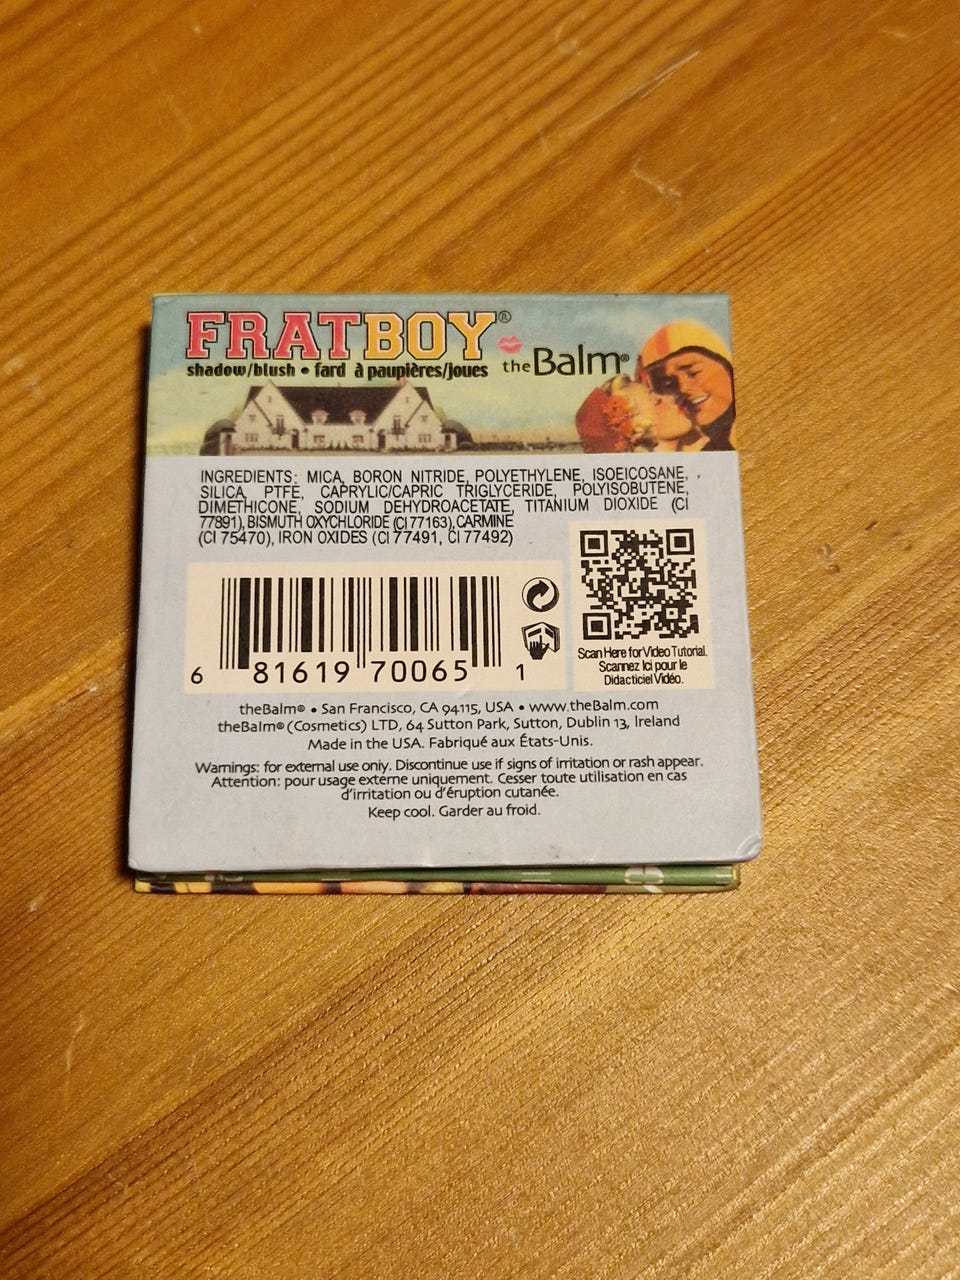 FRATBOY®
shadow/blush • fard à paupières/joues
theBalm®
INGREDIENTS: MICA, BORON NITRIDE, POLYETHYLENE, ISOEICOSANE,
SILICA, PTFE, CAPRYLIC/CAPRIC TRIGLYCERIDE, POLYISOBUTENE,
DIMETHICONE, SODIUM DEHYDROACETATE, TITANIUM DIOXIDE (CI
77891), BISMUTH OXYCHLORIDE (CI 77163), CARMINE
(CI 75470), IRON OXIDES (CI 77491, CI 77492)
6 81619 70065 1
Scan Here for Video Tutorial.
Scannez Ici pour le
Didacticiel Vidéo.
theBalm® • San Francisco, CA 94115, USA • www.theBalm.com
theBalm® (Cosmetics) LTD, 64 Sutton Park, Sutton, Dublin 13, Ireland
Made in the USA. Fabriqué aux États-Unis.
Warnings: for external use only. Discontinue use if signs of irritation or rash appear.
Attention: pour usage externe uniquement. Cesser toute utilisation en cas
d'irritation ou d'éruption cutanée.
Keep cool. Garder au froid.